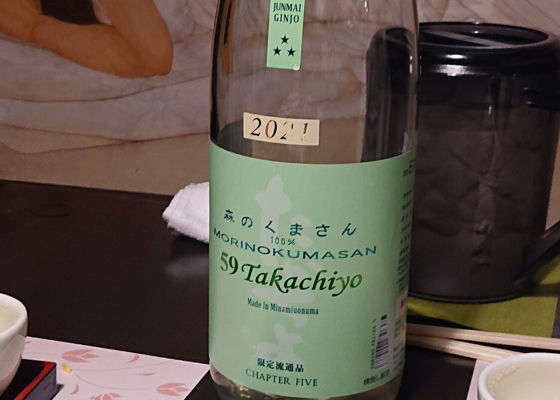 JUNMAI
GINJO
2021
森のくまさん
100%
MORINOKUMASAN
59 Takachiyo
Made in Minamiuonuma
限定流通品
CHAPTER FIVE